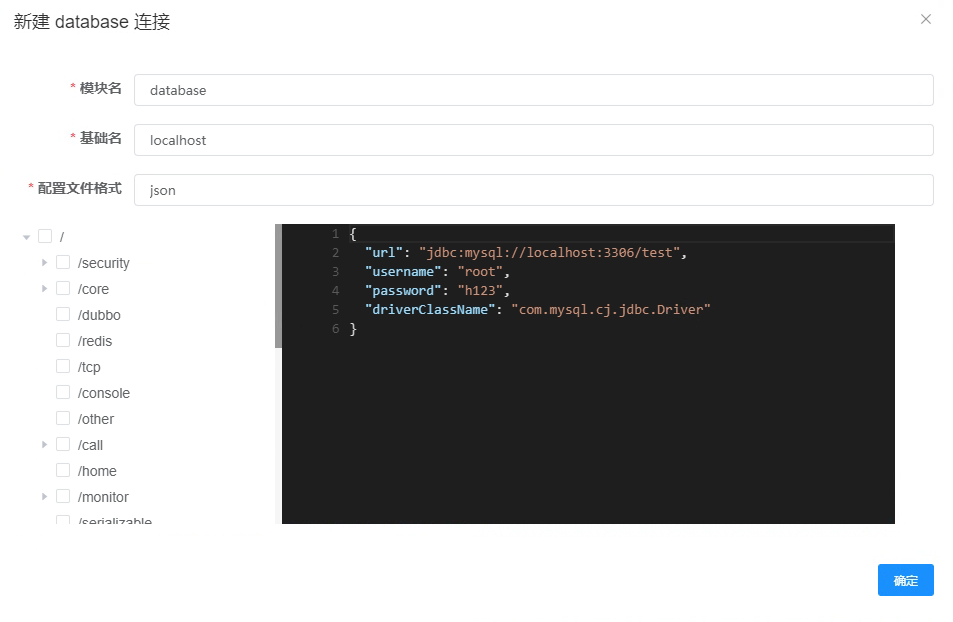 新建 database 连接
* 模块名 database
* 基础名 localhost
* 配置文件格式 json
/
/security
/core
/dubbo
/redis
/tcp
/console
/other
/call
/home
/monitor
/serializable
1 {
2 "url": "jdbc:mysql://localhost:3306/test",
3 "username": "root",
4 "password": "h123",
5 "driverClassName": "com.mysql.cj.jdbc.Driver"
6 }
确定